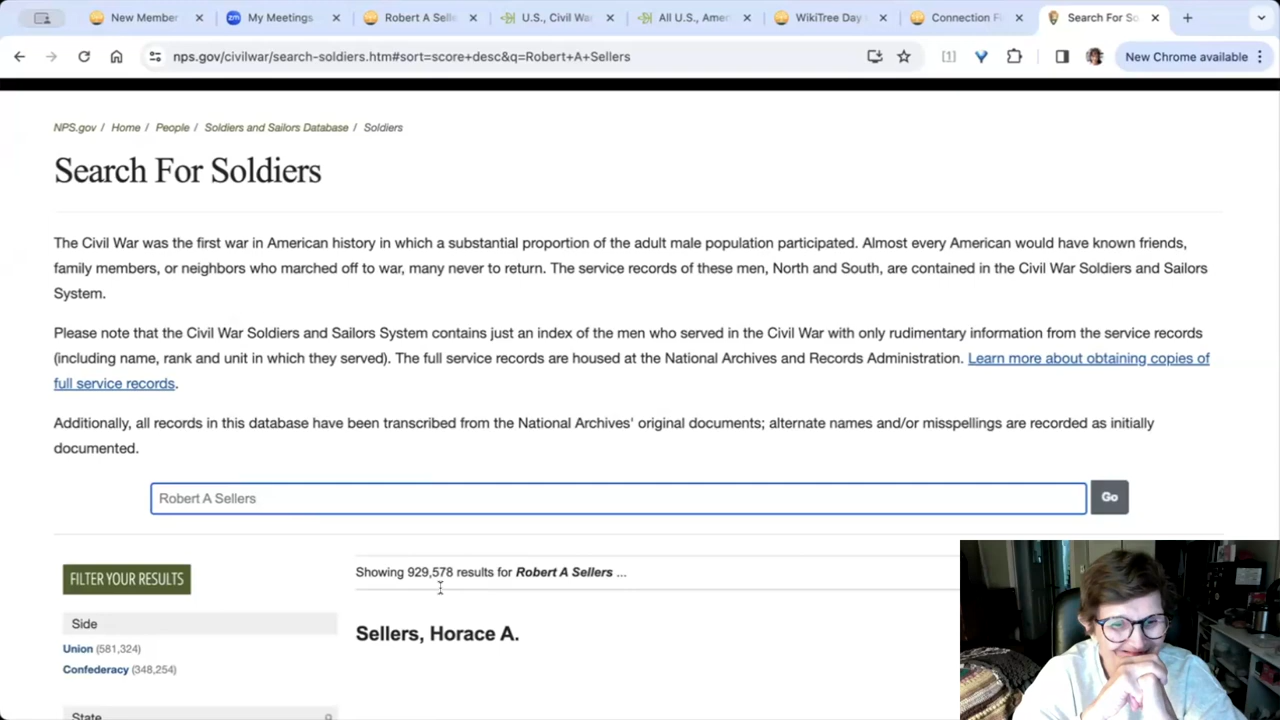 New Member
My Meetings
Robert A Selle
U.S., Civil War
All U.S., Amer
WikiTree Day
Connection F
Search For So
nps.gov/civilwar/search-soldiers.htm#sort=score+desc&q=Robert+A+Sellers
New Chrome available
NPS.gov / Home / People / Soldiers and Sailors Database / Soldiers
Search For Soldiers
The Civil War was the first war in American history in which a substantial proportion of the adult male population participated. Almost every American would have known friends,
family members, or neighbors who marched off to war, many never to return. The service records of these men, North and South, are contained in the Civil War Soldiers and Sailors
System.
Please note that the Civil War Soldiers and Sailors System contains just an index of the men who served in the Civil War with only rudimentary information from the service records
(including name, rank and unit in which they served). The full service records are housed at the National Archives and Records Administration. Learn more about obtaining copies of
full service records.
Additionally, all records in this database have been transcribed from the National Archives' original documents; alternate names and/or misspellings are recorded as initially
documented.
Robert A Sellers
Go
FILTER YOUR RESULTS
Showing 929,578 results for Robert A Sellers ...
Side
Union (581,324)
Confederacy (348,254)
State
Sellers, Horace A.